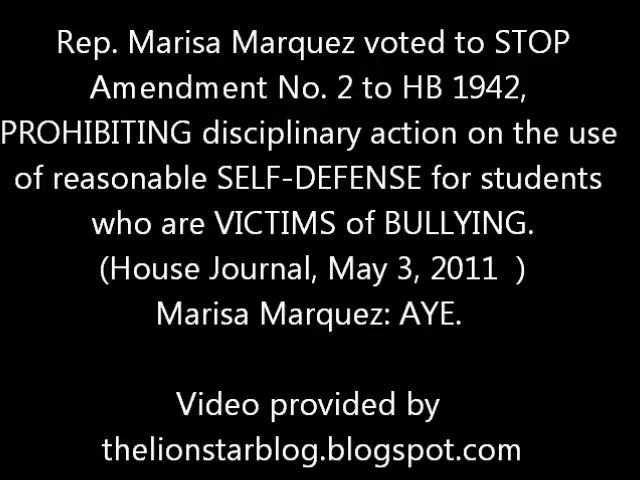 Rep. Marisa Marquez voted to STOP
Amendment No. 2 to HB 1942,
PROHIBITING disciplinary action on the use
of reasonable SELF-DEFENSE for students
who are VICTIMS of BULLYING.
(House Journal, May 3, 2011  )
Marisa Marquez: AYE.
Video provided by
thelionstarblog.blogspot.com